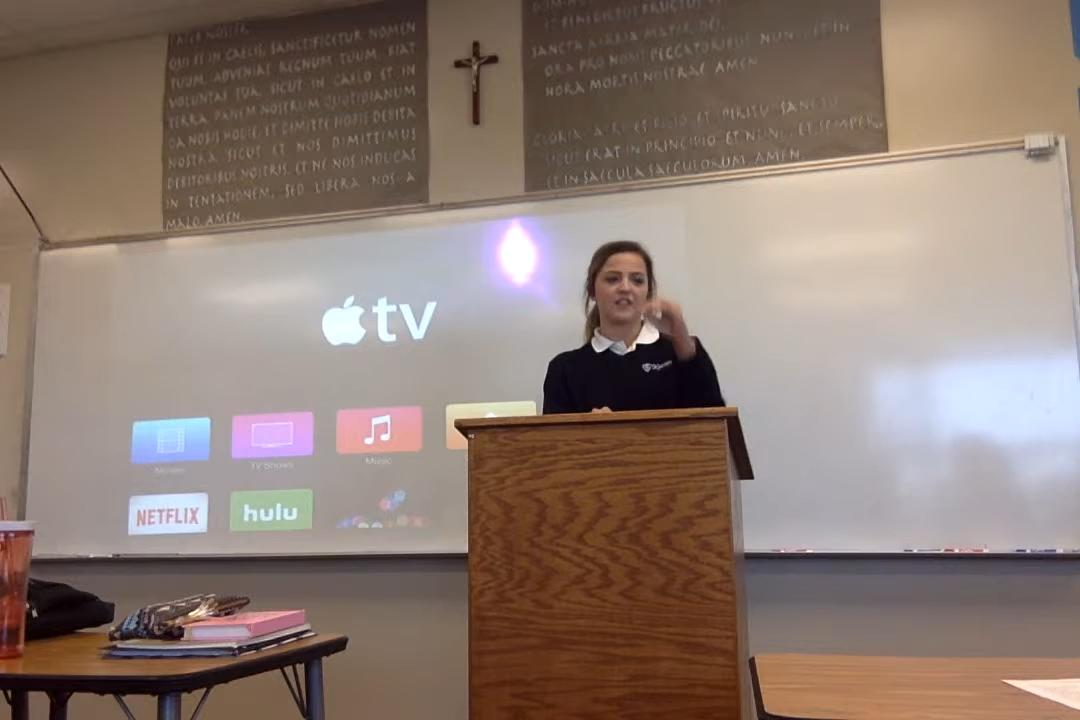 PATER NOSTER,
QUI ES IN CAELIS, SANCTIFICETUR NOMEN
TUUM. ADVENIAT REGNUM TUUM. FIAT
VOLUNTAS TUA, SICUT IN CAELO ET IN
TERRA. PANEM NOSTRUM QUOTIDIANUM
DA NOBIS HODIE, ET DIMITTE NOBIS DEBITA
NOSTRA SICUT ET NOS DIMITTIMUS
DEBITORIBUS NOSTRIS. ET NE NOS INDUCAS
IN TENTATIONEM, SED LIBERA NOS A
MALO. AMEN
ET BENEDICTUS FRUCTUS
SANCTA MARIA MATER DEI,
ORA PRO NOBIS PECCATORIBUS NUNC ET IN
HORA MORTIS NOSTRAE AMEN
GLORIA PATRI ET FILIO ET SPIRITUI SANCTO
SICUT ERAT IN PRINCIPIO ET NUNC ET SEMPER
ET IN SAECULA SAECULORUM. AMEN
tv
Movies
TV Shows
Music
NETFLIX
hulu